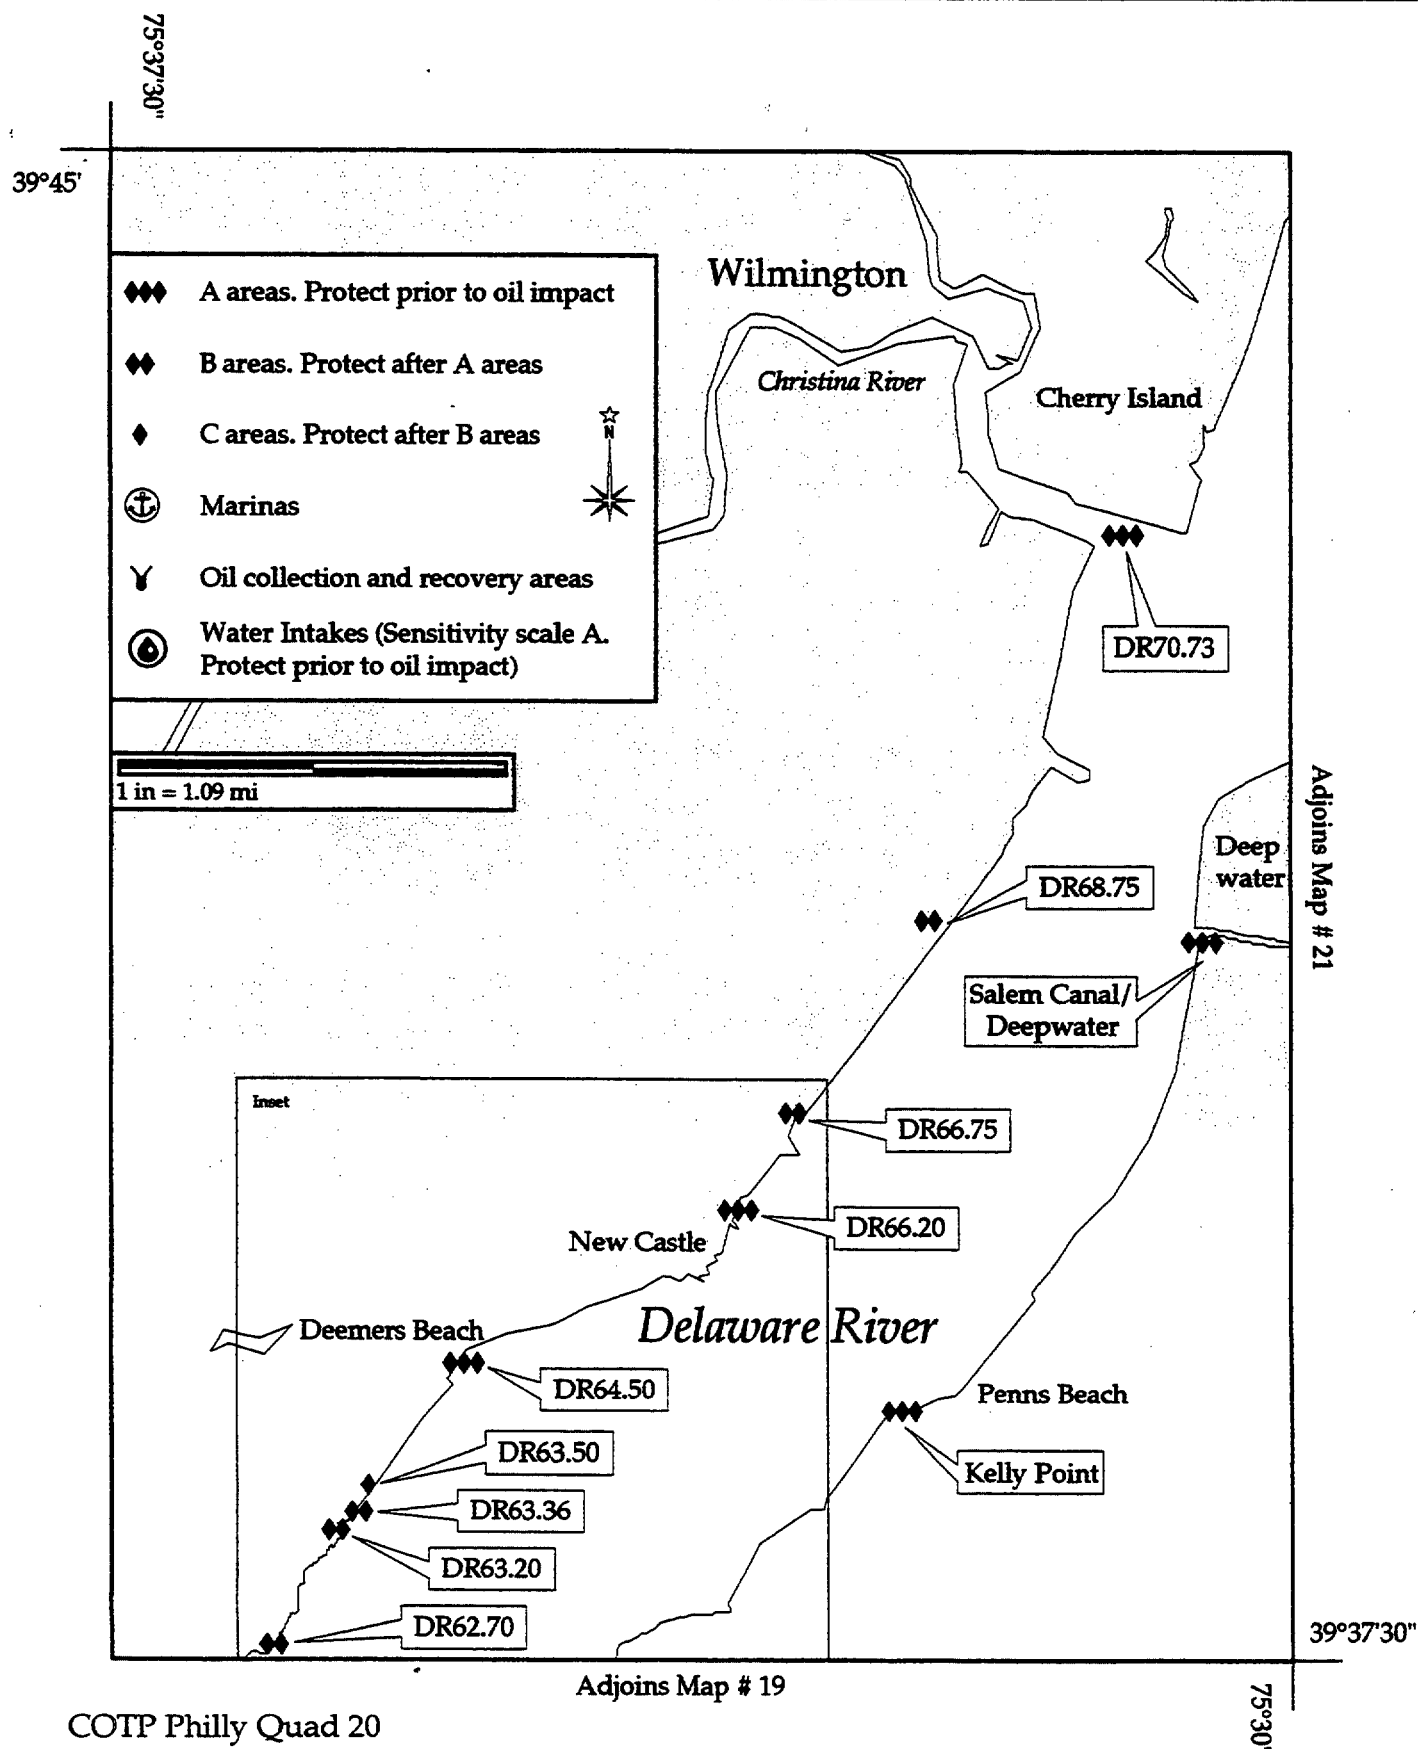 75°37'30"
39°45'
Wilmington
A areas. Protect prior to oil impact
B areas. Protect after A areas
Christina River
Cherry Island
C areas. Protect after B areas
N
Marinas
Oil collection and recovery areas
Water Intakes (Sensitivity scale A.
Protect prior to oil impact)
DR70.73
1 in = 1.09 mi
Adjoins Map # 21
Deep
water
DR68.75
Salem Canal/
Deepwater
Inset
DR66.75
New Castle
DR66.20
Deemers Beach
Delaware River
DR64.50
Penns Beach
DR63.50
Kelly Point
DR63.36
DR63.20
DR62.70
39°37'30"
Adjoins Map # 19
COTP Philly Quad 20
75°30'